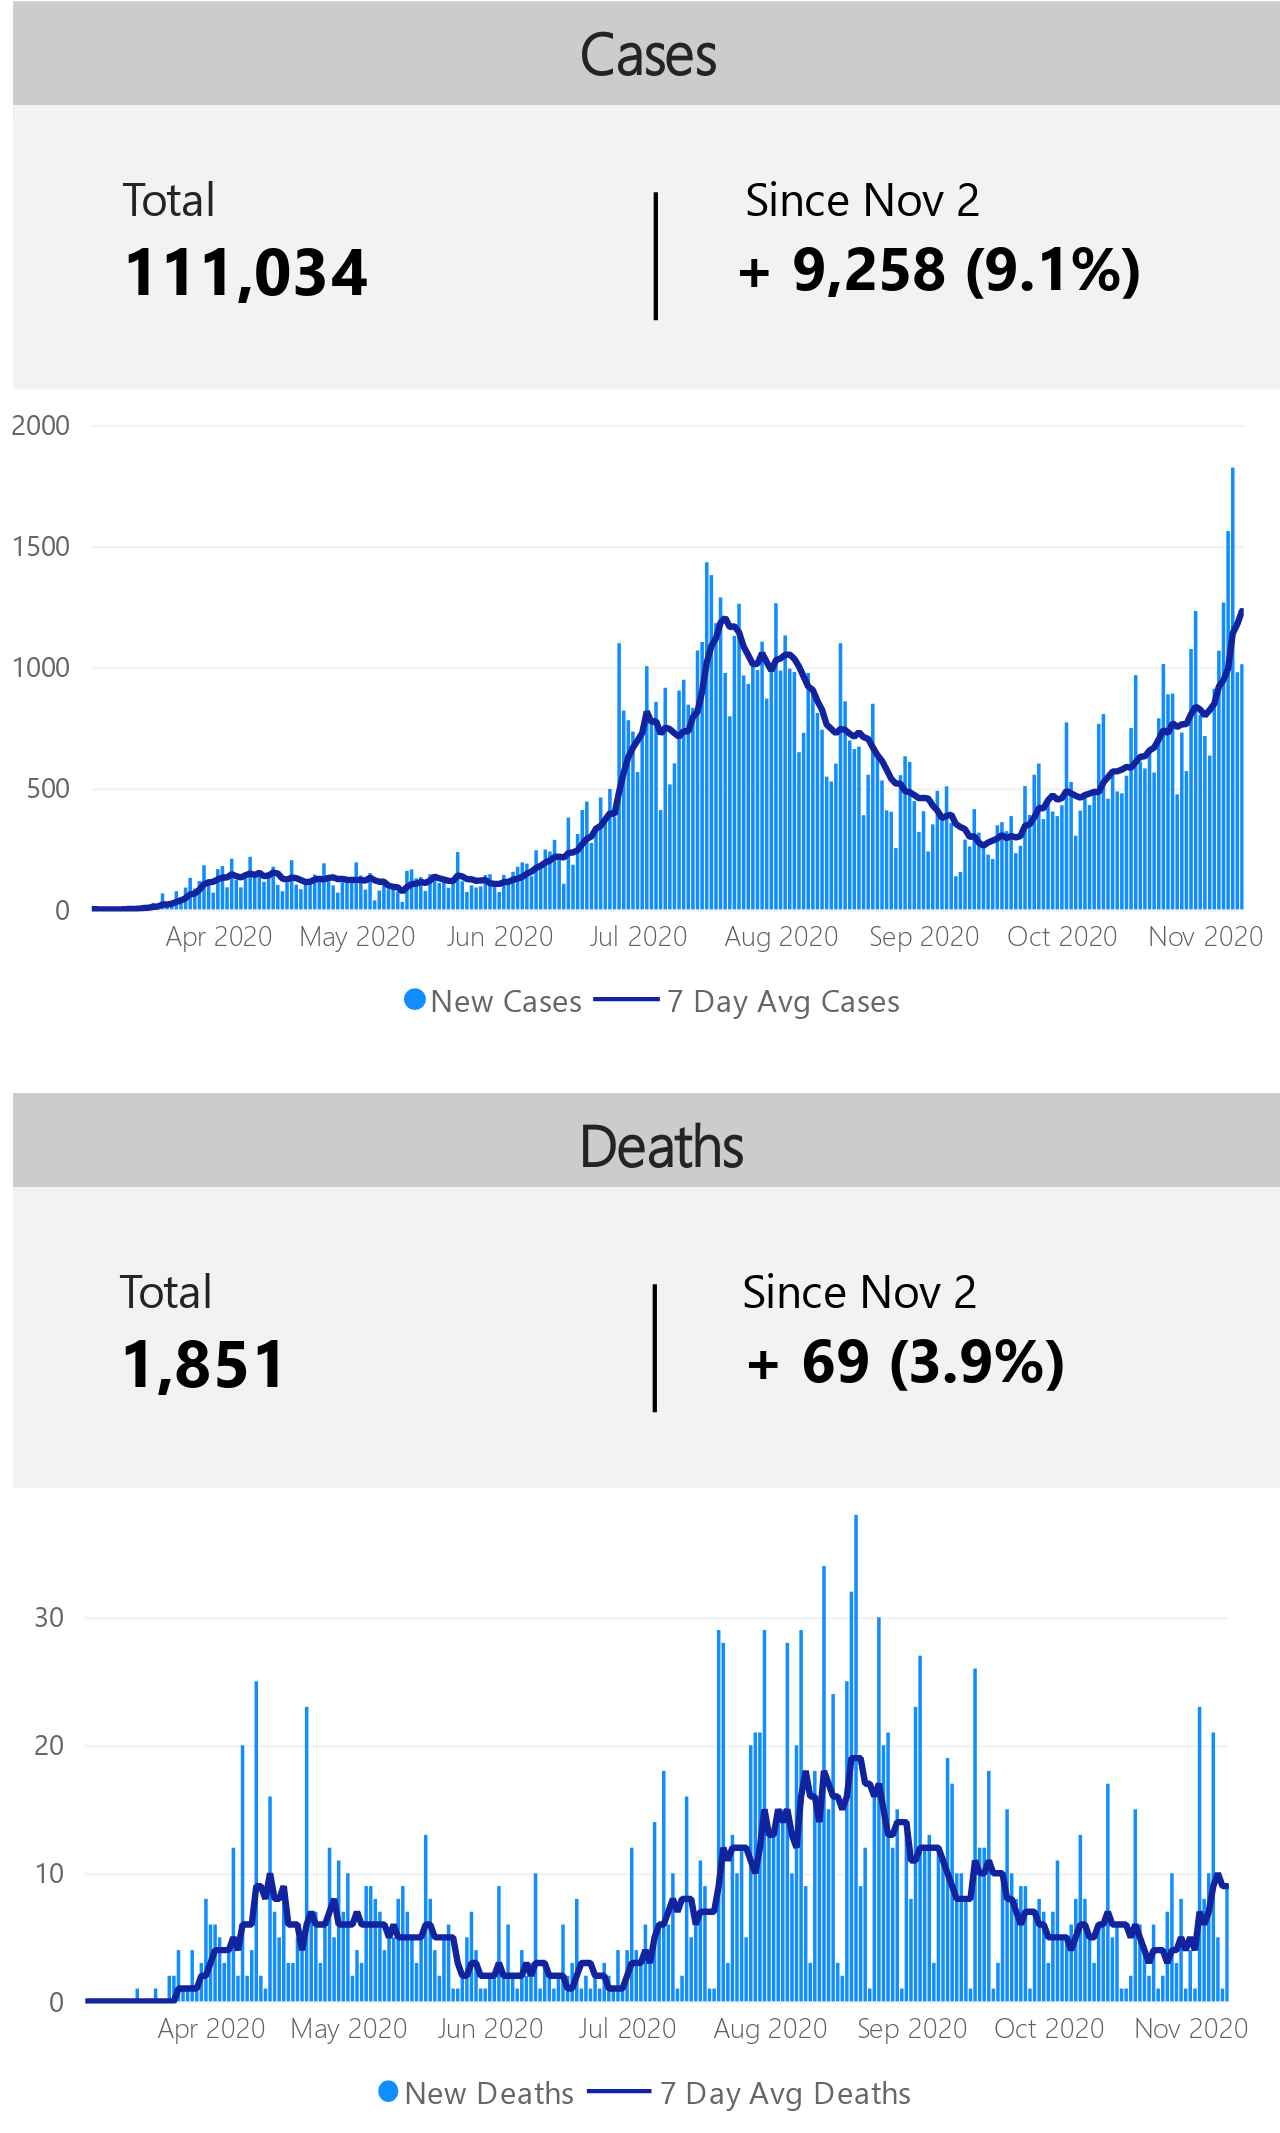 Cases
Total
Since Nov 2
111,034
+ 9,258 (9.1%)
2000
1500
1000
500
0
Apr 2020 May 2020 Jun 2020 Jul 2020 Aug 2020 Sep 2020 Oct 2020 Nov 2020
New Cases 7 Day Avg Cases
Deaths
Total
Since Nov 2
1,851
+ 69 (3.9%)
30
20
10
0
Apr 2020 May 2020 Jun 2020 Jul 2020 Aug 2020 Sep 2020 Oct 2020 Nov 2020
New Deaths 7 Day Avg Deaths